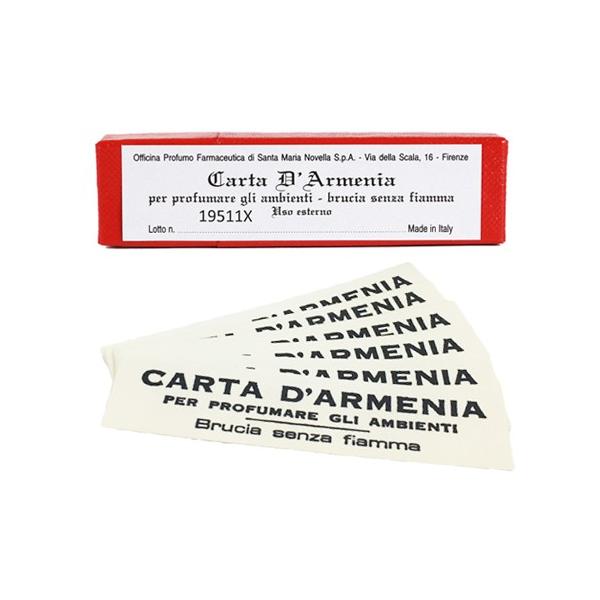 Officina Profumo Farmaceutica di Santa Maria Novella S.p.A. - Via della Scala, 16 - Firenze
Carta D'Armenia
per profumare gli ambienti - brucia senza fiamma
19511X
Uso esterno
Lotto n. Made in Italy
D'ARMENIA
D'ARMENIA
D'ARMENIA
D'ARMENIA
D'ARMENIA
CARTA D'ARMENIA
PER PROFUMARE GLI AMBIENTI
Brucia senza fiamma